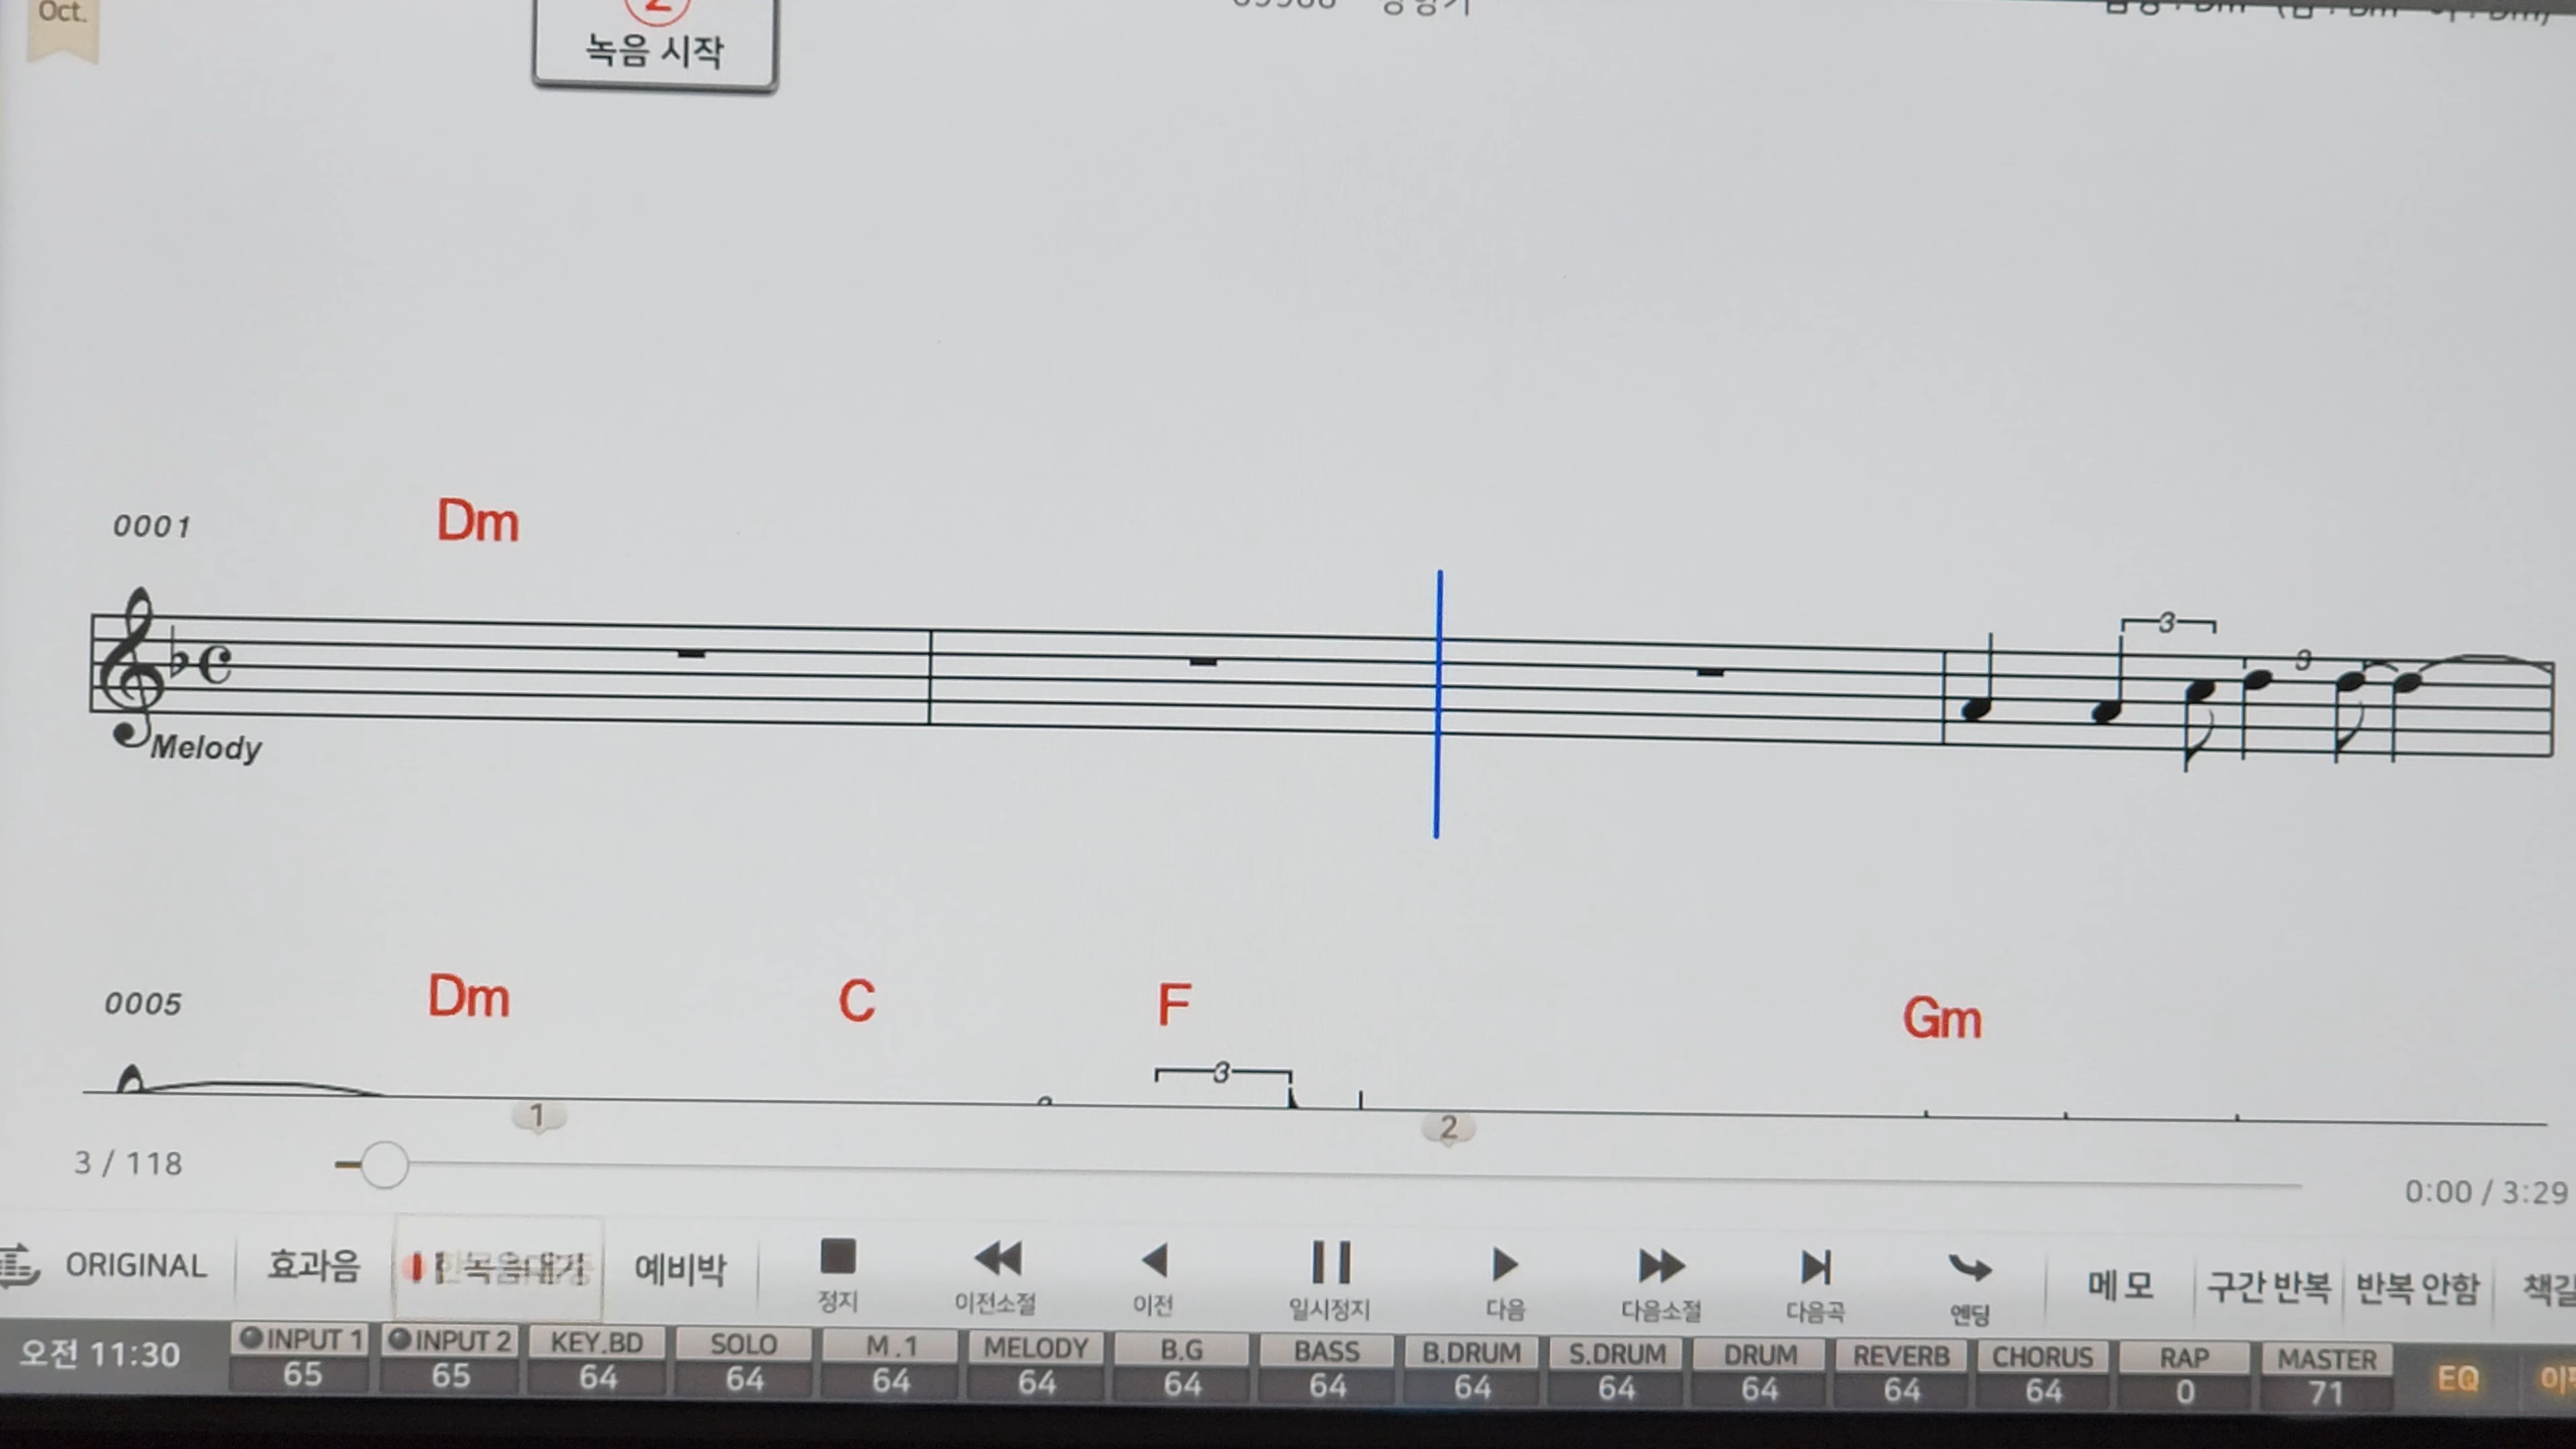 Oct.
2
녹음 시작
0001
Dm
3
3
Melody
0005
Dm
C
F
Gm
3
1
2
3 / 118
0:00 / 3:29
ORIGINAL
효과음
예비박
정지
이전소절
이전
일시정지
다음
다음소절
다음곡
엔딩
메 모
구간 반복
반복 안함
오전 11:30
INPUT 1
INPUT 2
KEY.BD
SOLO
M.1
MELODY
B.G
BASS
B.DRUM
S.DRUM
DRUM
REVERB
CHORUS
RAP
MASTER
EQ
65
65
64
64
64
64
64
64
64
64
64
64
64
0
71